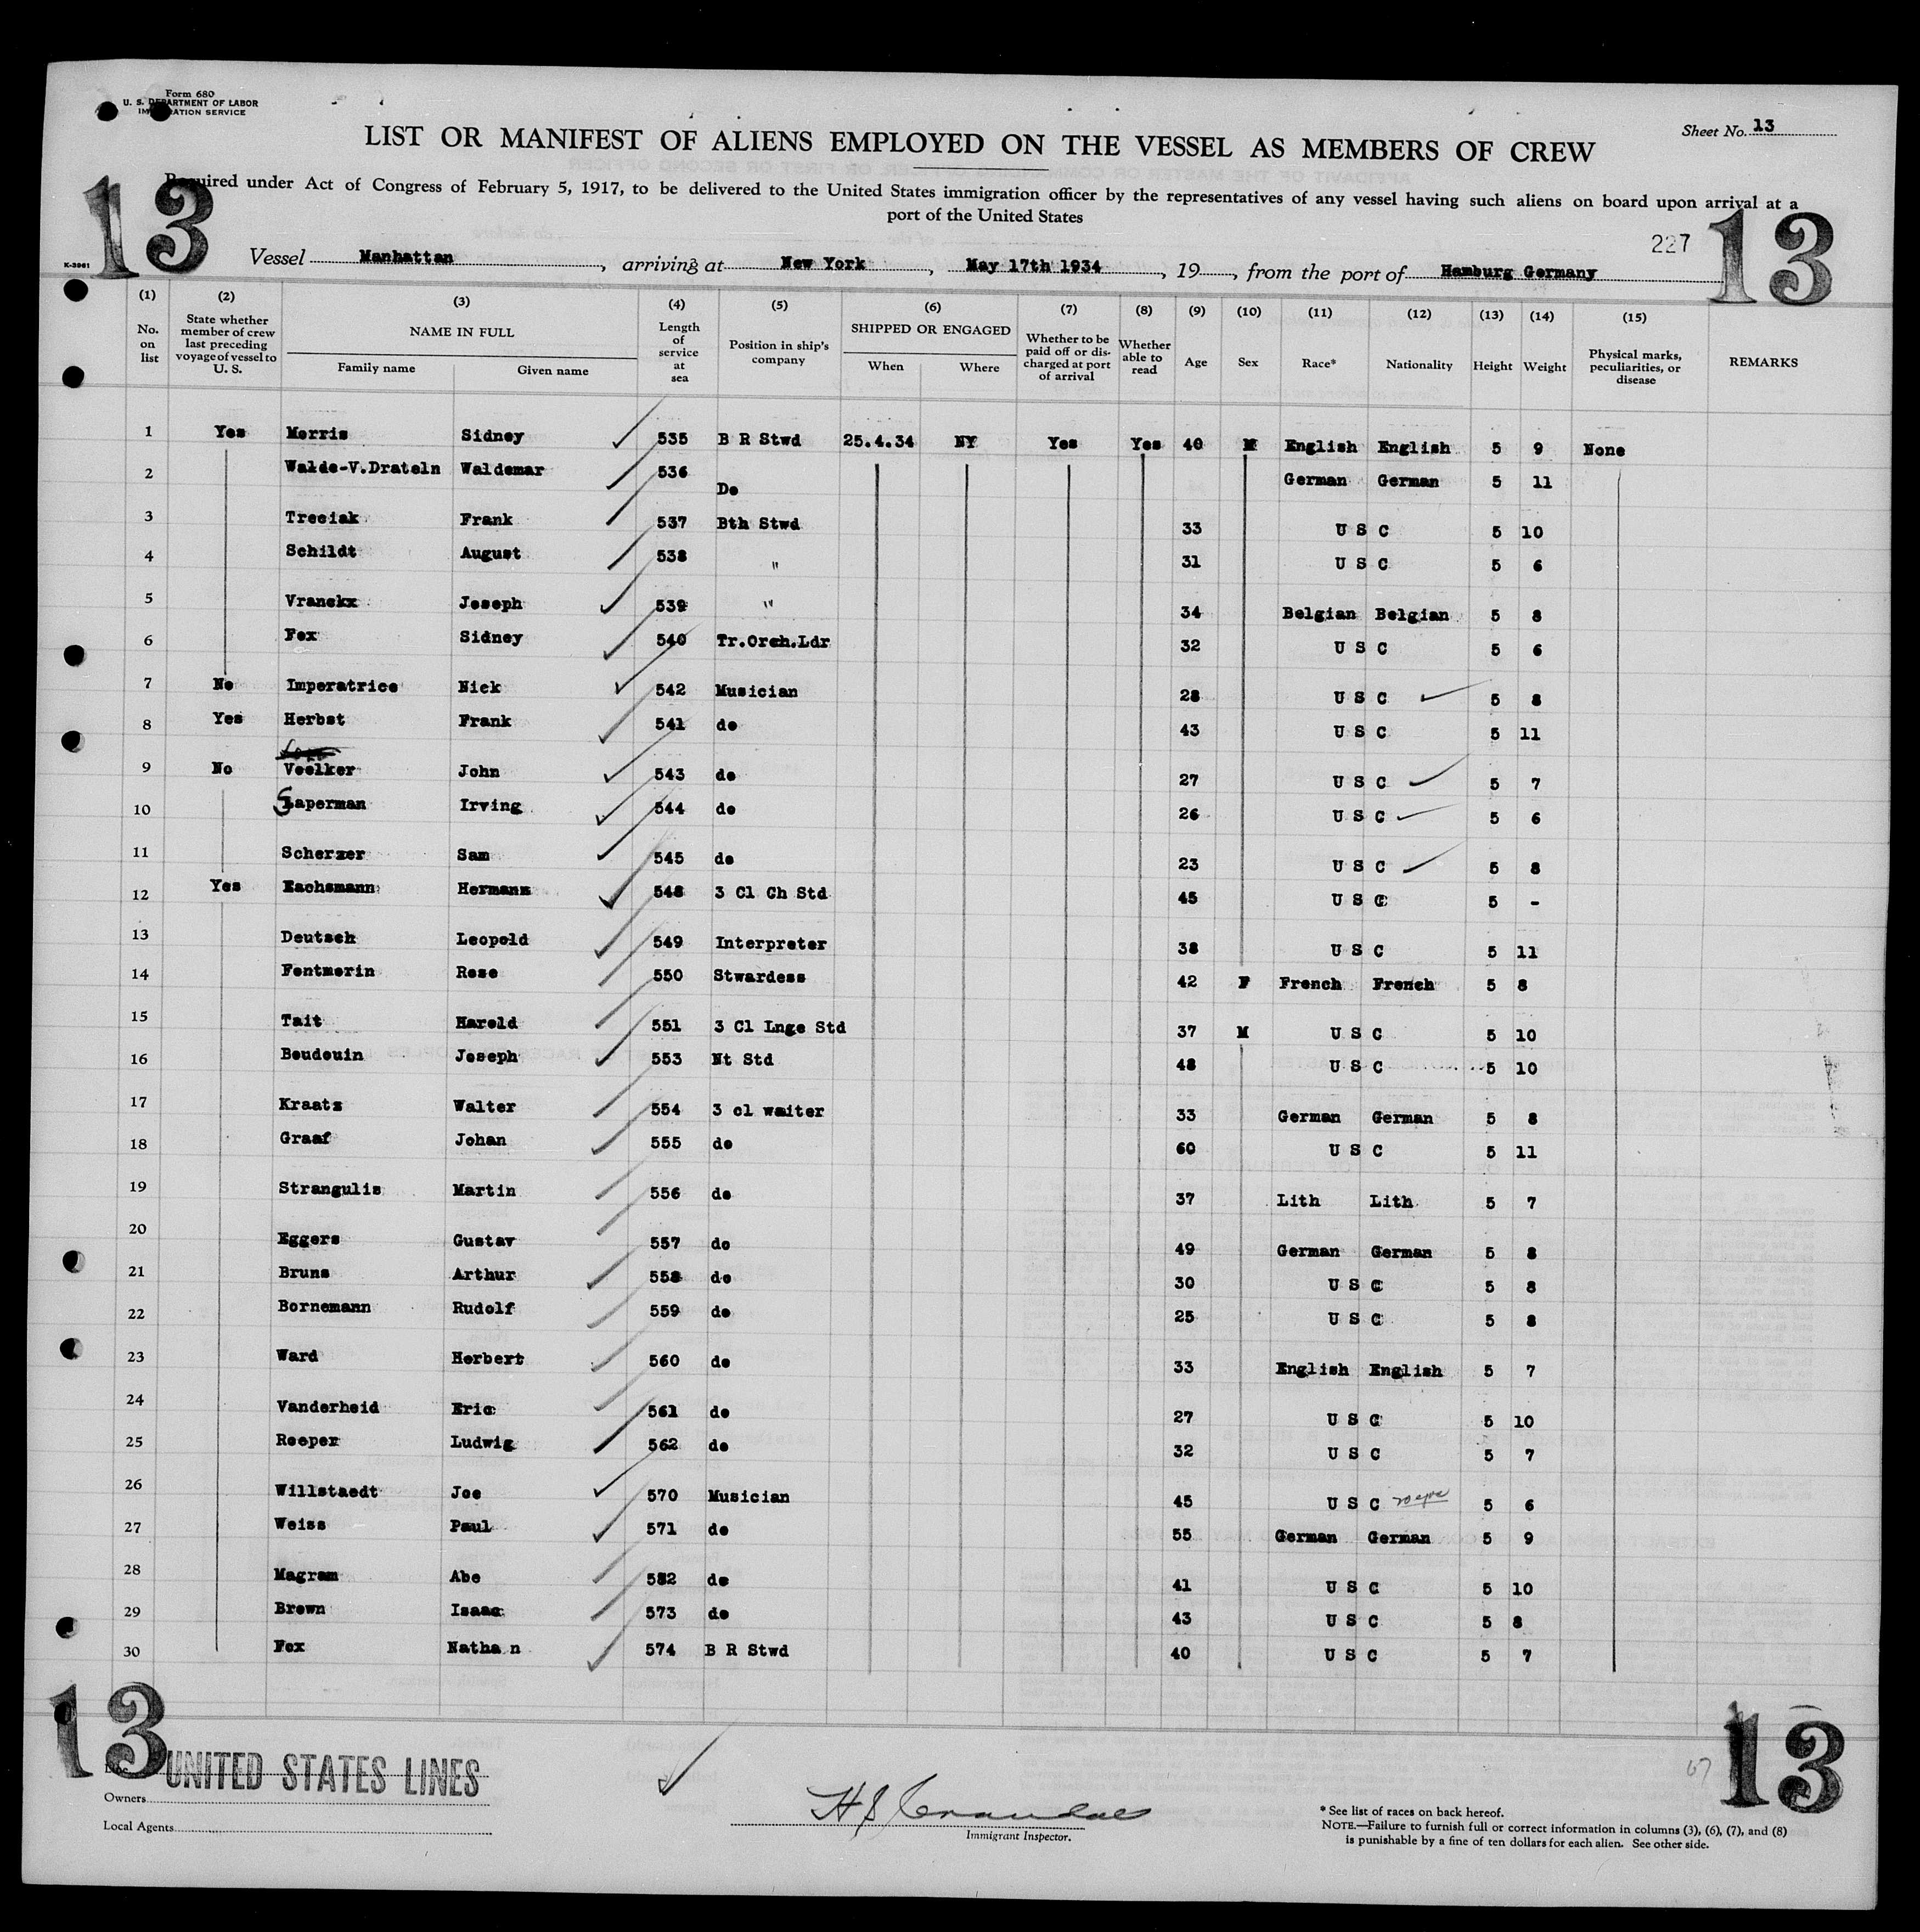 Form 680
U. S. DEPARTMENT OF LABOR
IMMIGRATION SERVICE
Sheet No. 13
LIST OR MANIFEST OF ALIENS EMPLOYED ON THE VESSEL AS MEMBERS OF CREW
Required under Act of Congress of February 5, 1917, to be delivered to the United States immigration officer by the representatives of any vessel having such aliens on board upon arrival at a
port of the United States
13 13
227
K-3961
Vessel Manhattan, arriving at New York, May 17th 1934, 19, from the port of Hamburg Germany
(1) (2) (3) (4) (5) (6) (7) (8) (9) (10) (11) (12) (13) (14) (15)
No. on list State whether member of crew last preceding voyage of vessel to U. S. NAME IN FULL Family name Given name Length of service at sea Position in ship's company SHIPPED OR ENGAGED When Where Whether to be paid off or discharged at port of arrival Whether able to read Age Sex Race* Nationality Height Weight Physical marks, peculiarities, or disease REMARKS
1 Yes Morris Sidney 535 B R Stwd 25.4.34 NY Yes Yes 40 M English English 5 9 None
2 Walde-V.Drateln Waldemar 536 Do German German 5 11
3 Treciak Frank 537 Bth Stwd 33 U S C 5 10
4 Schildt August 538 " 31 U S C 5 6
5 Vranckx Joseph 539 " 34 Belgian Belgian 5 8
6 Fox Sidney 540 Tr.Orch.Ldr 32 U S C 5 6
7 No Imperatrice Nick 542 Musician 28 U S C 5 8
8 Yes Herbst Frank 541 do 43 U S C 5 11
9 No Voelker John 543 do 27 U S C 5 7
10 Saperman Irving 544 do 26 U S C 5 6
11 Scherzer Sam 545 do 23 U S C 5 8
12 Yes Eachsmann Hermann 548 3 Cl Ch Std 45 U S C 5 -
13 Deutsch Leopold 549 Interpreter 38 U S C 5 11
14 Fontmorin Rose 550 Stwardess 42 F French French 5 8
15 Tait Harold 551 3 Cl Lnge Std 37 M U S C 5 10
16 Boudouin Joseph 553 Nt Std 48 U S C 5 10
17 Kraatz Walter 554 3 cl waiter 33 German German 5 8
18 Graaf Johan 555 do 60 U S C 5 11
19 Strangulis Martin 556 do 37 Lith Lith 5 7
20 Eggers Gustav 557 do 49 German German 5 8
21 Bruns Arthur 558 do 30 U S C 5 8
22 Bornemann Rudolf 559 do 25 U S C 5 8
23 Ward Herbert 560 do 33 English English 5 7
24 Vanderheid Eric 561 do 27 U S C 5 10
25 Roeper Ludwig 562 do 32 U S C 5 7
26 Willstaedt Joe 570 Musician 45 U S C 5 6
27 Weiss Paul 571 do 55 German German 5 9
28 Magram Abe 582 do 41 U S C 5 10
29 Brown Isaac 573 do 43 U S C 5 8
30 Fox Natha n 574 B R Stwd 40 U S C 5 7
13 13
UNITED STATES LINES
Owners
Local Agents
H S Crandall
Immigrant Inspector.
67
* See list of races on back hereof.
NOTE.—Failure to furnish full or correct information in columns (3), (6), (7), and (8)
is punishable by a fine of ten dollars for each alien. See other side.